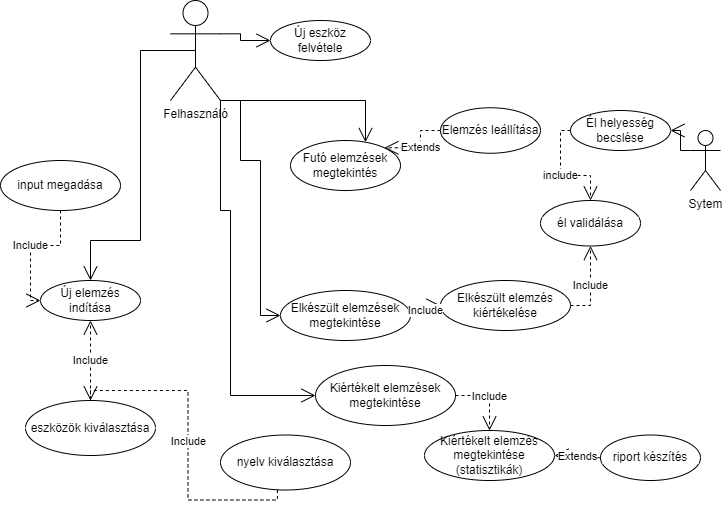 Új eszköz
felvétele
Felhasználó
Elemzés leállítása
Él helyesség
becslése
Extends
Futó elemzések
megtekintés
include
Sytem
input megadása
él validálása
Include
Új elemzés
indítása
Include
Elkészült elemzések
megtekintése
Include
Elkészült elemzés
kiértékelése
Include
Kiértékelt elemzések
megtekintése
Include
eszközök kiválasztása
Include
nyelv kiválasztása
Kiértékelt elemzés
megtekintése
(statisztikák)
Extends
riport készítés